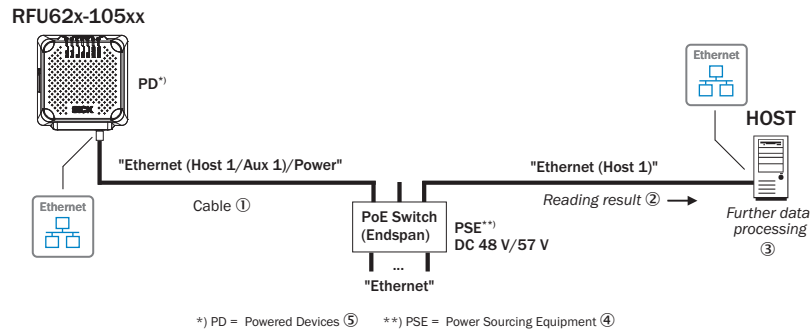 RFU62x-105xx
Ethernet
SICK
PD*)
HOST
"Ethernet (Host 1/Aux 1)/Power"
"Ethernet (Host 1)"
Cable ①
Reading result ②
Ethernet
PoE Switch
(Endspan)
PSE**)
DC 48 V/57 V
Further data
processing
③
...
"Ethernet"
*) PD = Powered Devices ⑤ **) PSE = Power Sourcing Equipment ④